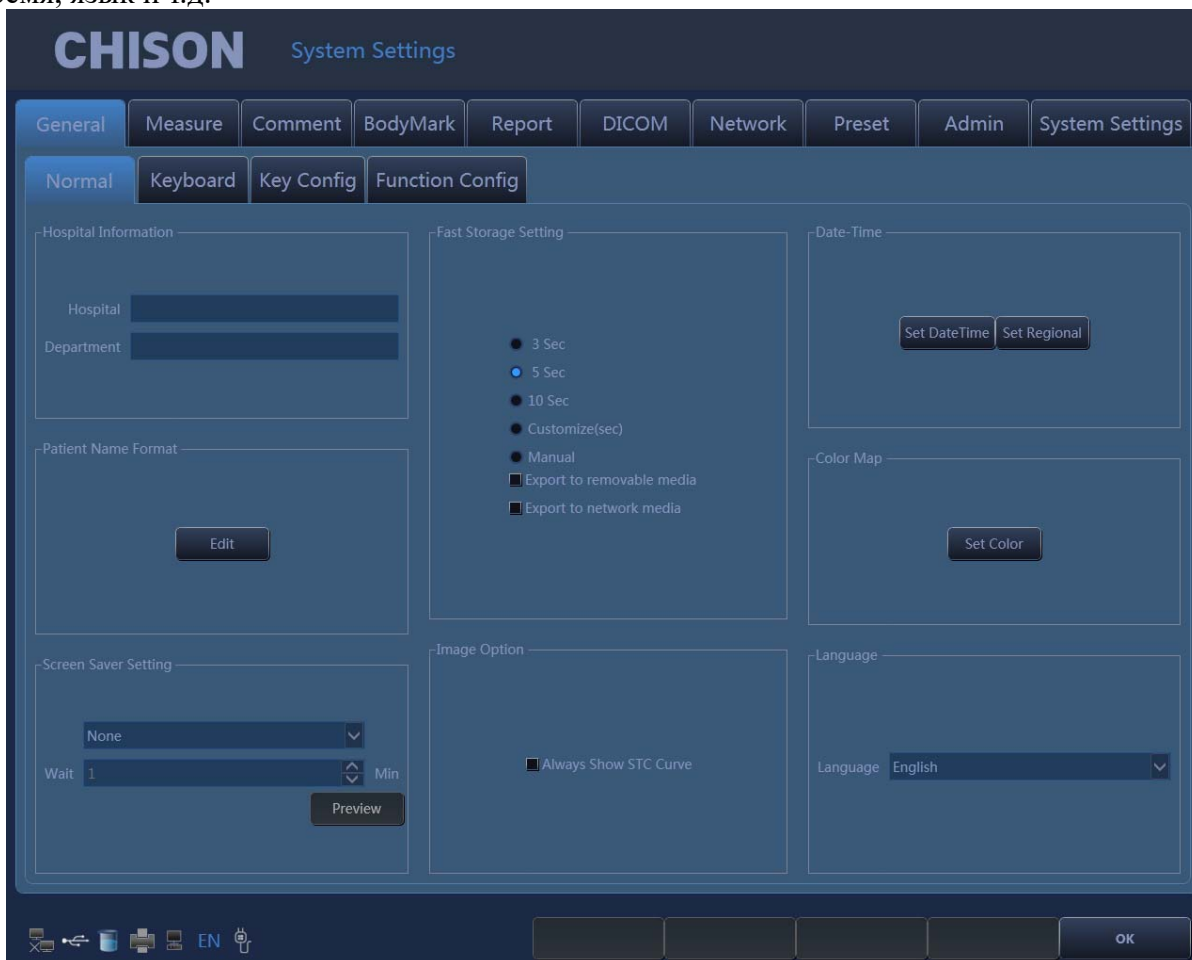 язык и т.д.
CHISON System Settings
General Measure Comment BodyMark Report DICOM Network Preset Admin System Settings
Normal Keyboard Key Config Function Config
Hospital Information
Hospital
Department
Patient Name Format
Edit
Screen Saver Setting
None
Wait 1 Min
Preview
Fast Storage Setting
3 Sec
5 Sec
10 Sec
Customize(sec)
Manual
Export to removable media
Export to network media
Image Option
Always Show STC Curve
Date-Time
Set DateTime Set Regional
Color Map
Set Color
Language
Language English
EN
OK